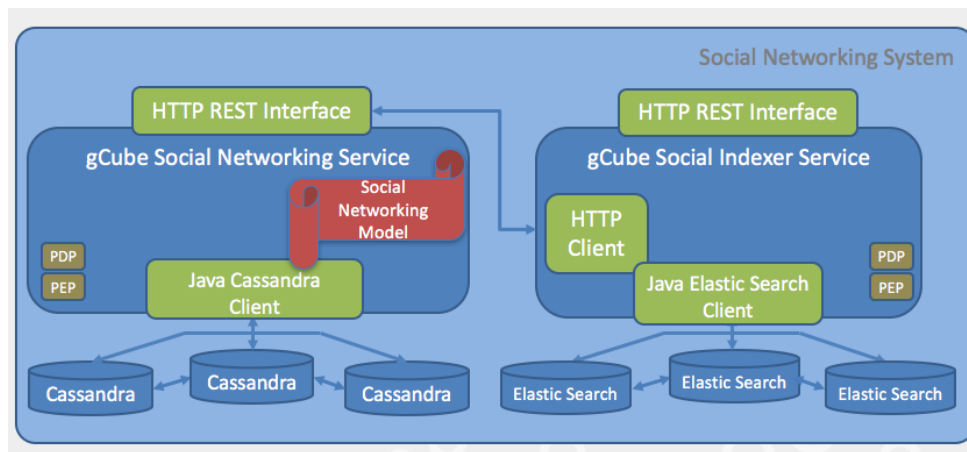 Social Networking System
HTTP REST Interface
gCube Social Networking Service
Social
Networking
Model
PDP
PEP
Java Cassandra
Client
Cassandra
Cassandra
Cassandra
HTTP REST Interface
gCube Social Indexer Service
HTTP
Client
PDP
PEP
Java Elastic Search
Client
Elastic Search
Elastic Search
Elastic Search